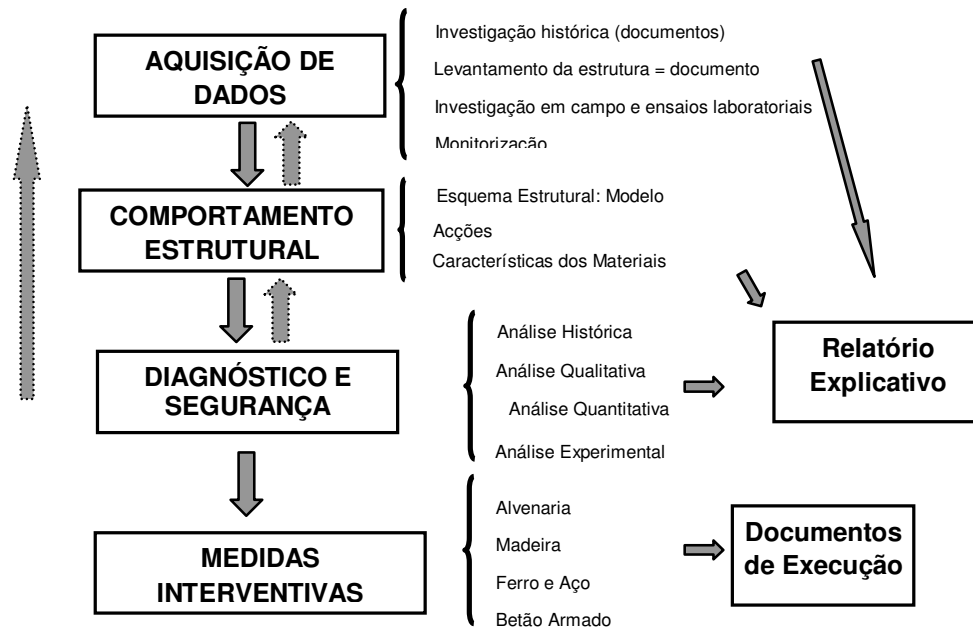 AQUISIÇÃO DE
DADOS
Investigação histórica (documentos)
Levantamento da estrutura = documento
Investigação em campo e ensaios laboratoriais
Monitorização
COMPORTAMENTO
ESTRUTURAL
Esquema Estrutural: Modelo
Acções
Características dos Materiais
DIAGNÓSTICO E
SEGURANÇA
Análise Histórica
Análise Qualitativa
Análise Quantitativa
Análise Experimental
Relatório
Explicativo
MEDIDAS
INTERVENTIVAS
Alvenaria
Madeira
Ferro e Aço
Betão Armado
Documentos
de Execução